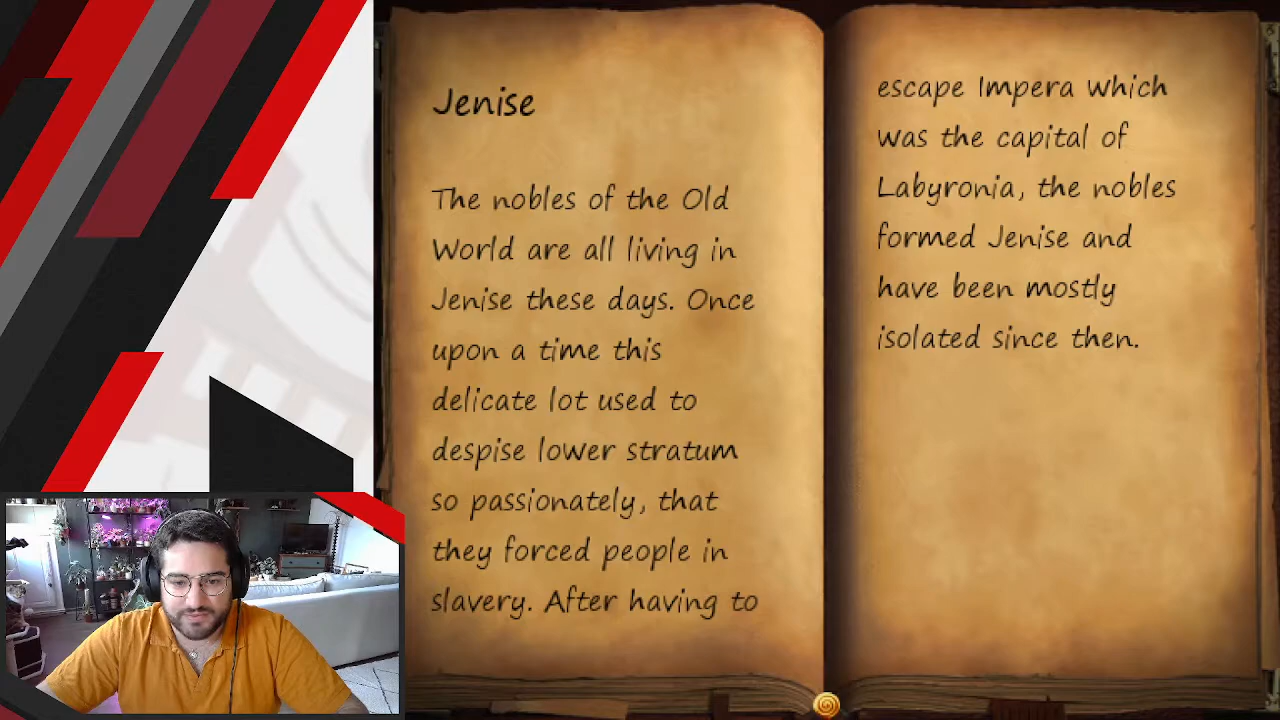 Jenise
The nobles of the Old
World are all living in
Jenise these days. Once
upon a time this
delicate lot used to
despise lower stratum
so passionately, that
they forced people in
slavery. After having to
escape Impera which
was the capital of
Labyronia, the nobles
formed Jenise and
have been mostly
isolated since then.